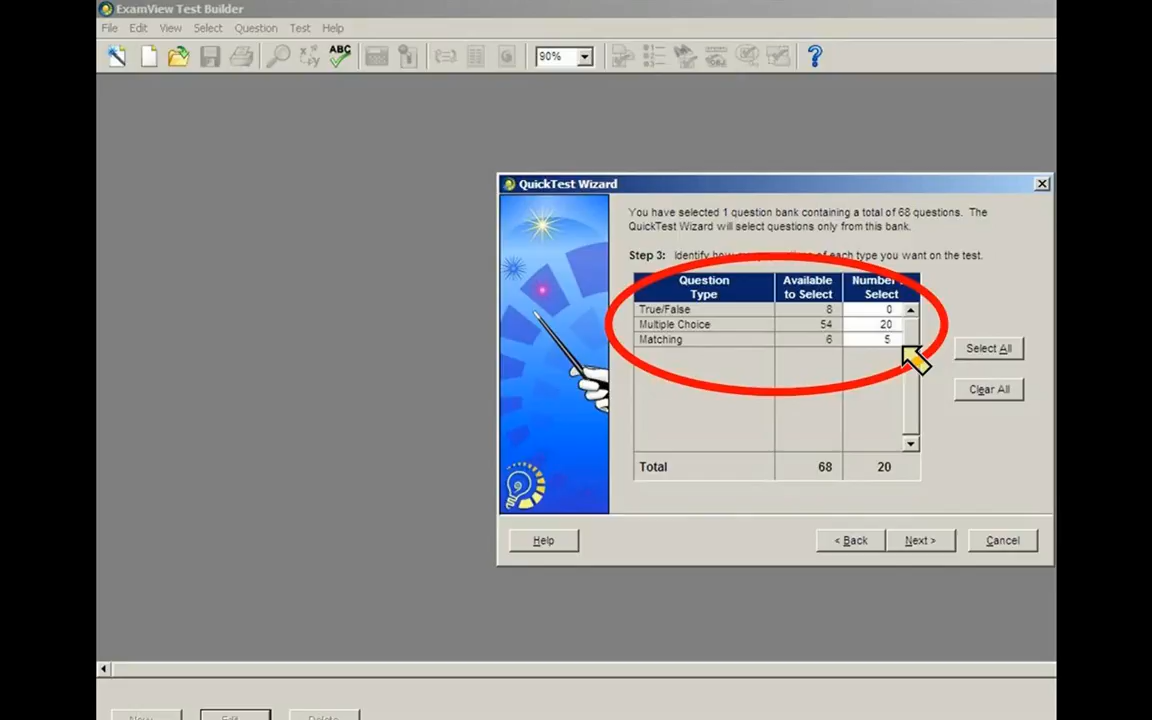 ExamView Test Builder
File Edit View Select Question Test Help
ABC
90%
QuickTest Wizard
You have selected 1 question bank containing a total of 68 questions. The
QuickTest Wizard will select questions only from this bank.
Step 3: Identify of each type you want on the test.
Question Type Available to Select Number Select
True/False 8 0
Multiple Choice 54 20
Matching 6 5
Select All
Clear All
Total 68 20
Help < Back Next > Cancel